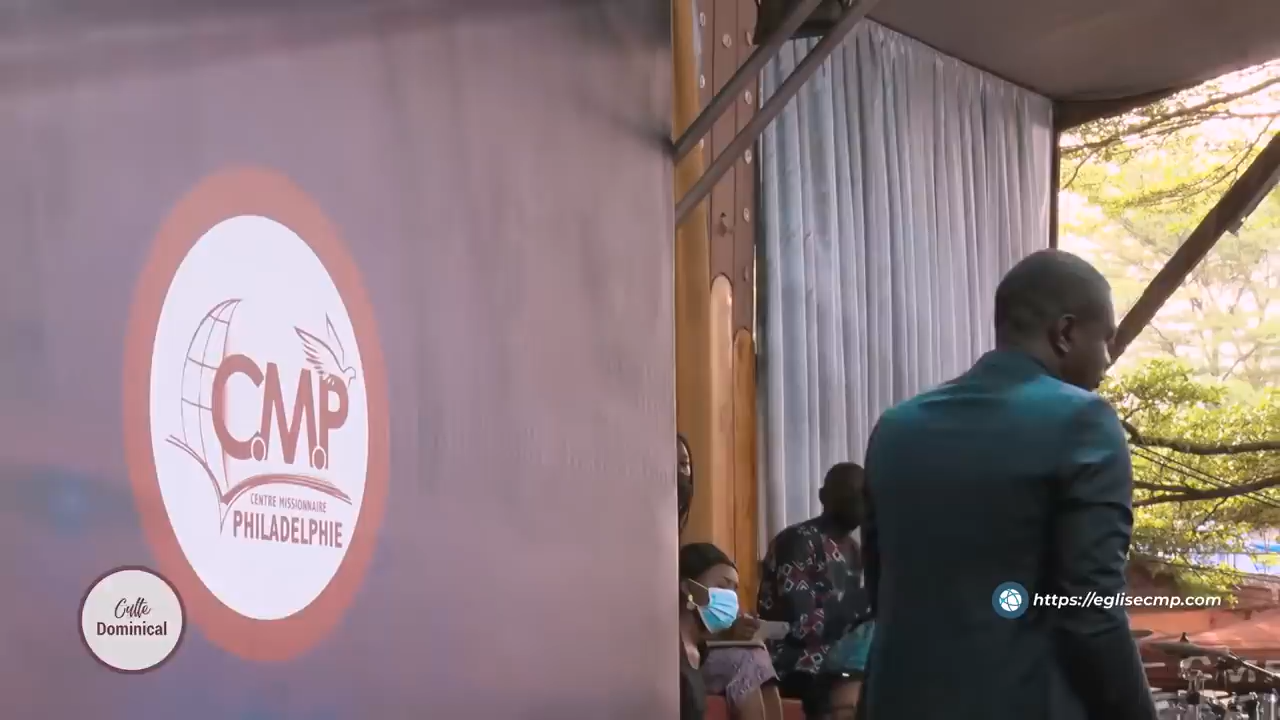 C.M.P
CENTRE MISSIONNAIRE
PHILADELPHIE
Culte
Dominical
https://eglisecmp.com